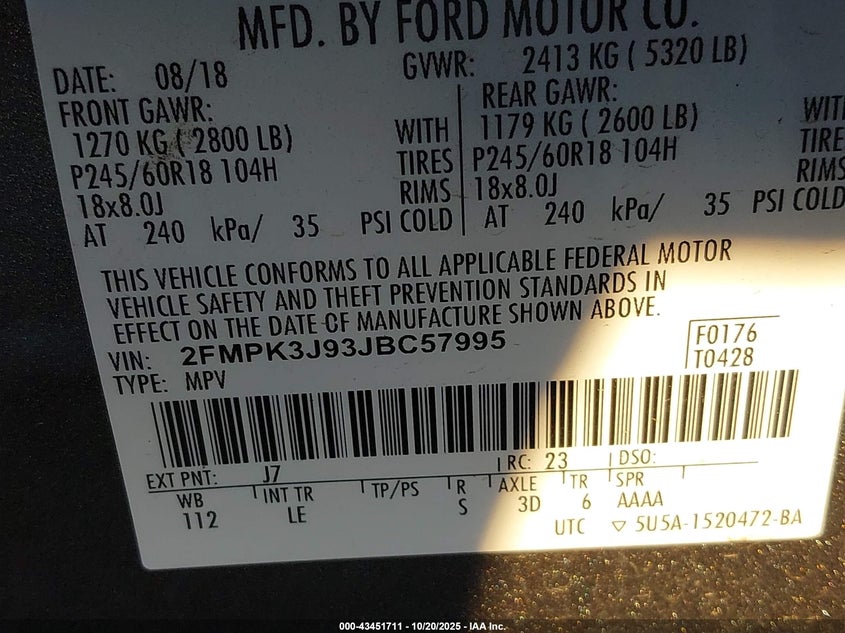 MFD. BY FORD MOTOR CO.
DATE: 08/18 GVWR: 2413 KG ( 5320 LB)
FRONT GAWR: REAR GAWR:
1270 KG ( 2800 LB) WITH 1179 KG ( 2600 LB) WITH
P245/60R18 104H TIRES P245/60R18 104H TIRE
18x8.0J RIMS 18x8.0J RIMS
AT 240 kPa/ 35 PSI COLD AT 240 kPa/ 35 PSI COLD
THIS VEHICLE CONFORMS TO ALL APPLICABLE FEDERAL MOTOR
VEHICLE SAFETY AND THEFT PREVENTION STANDARDS IN
EFFECT ON THE DATE OF MANUFACTURE SHOWN ABOVE.
VIN: 2FMPK3J93JBC57995 F0176
TYPE: MPV T0428
EXT PNT: J7 RC: 23 DSO:
WB INT TR TP/PS R AXLE TR SPR
112 LE S 3D 6 AAAA
UTC ▽ 5U5A-1520472-BA
000-43451711 - 10/20/2025 - IAA Inc.